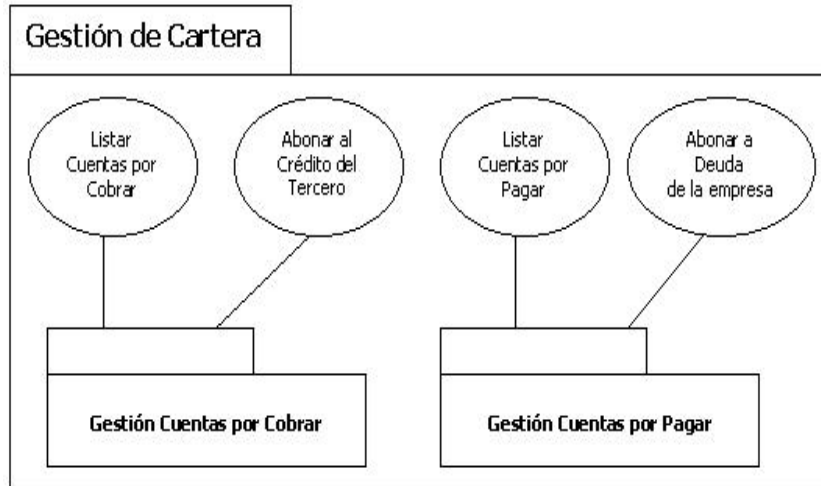 Gestión de Cartera
Listar
Cuentas por
Cobrar
Abonar al
Crédito del
Tercero
Listar
Cuentas por
Pagar
Abonar a
Deuda
de la empresa
Gestión Cuentas por Cobrar
Gestión Cuentas por Pagar